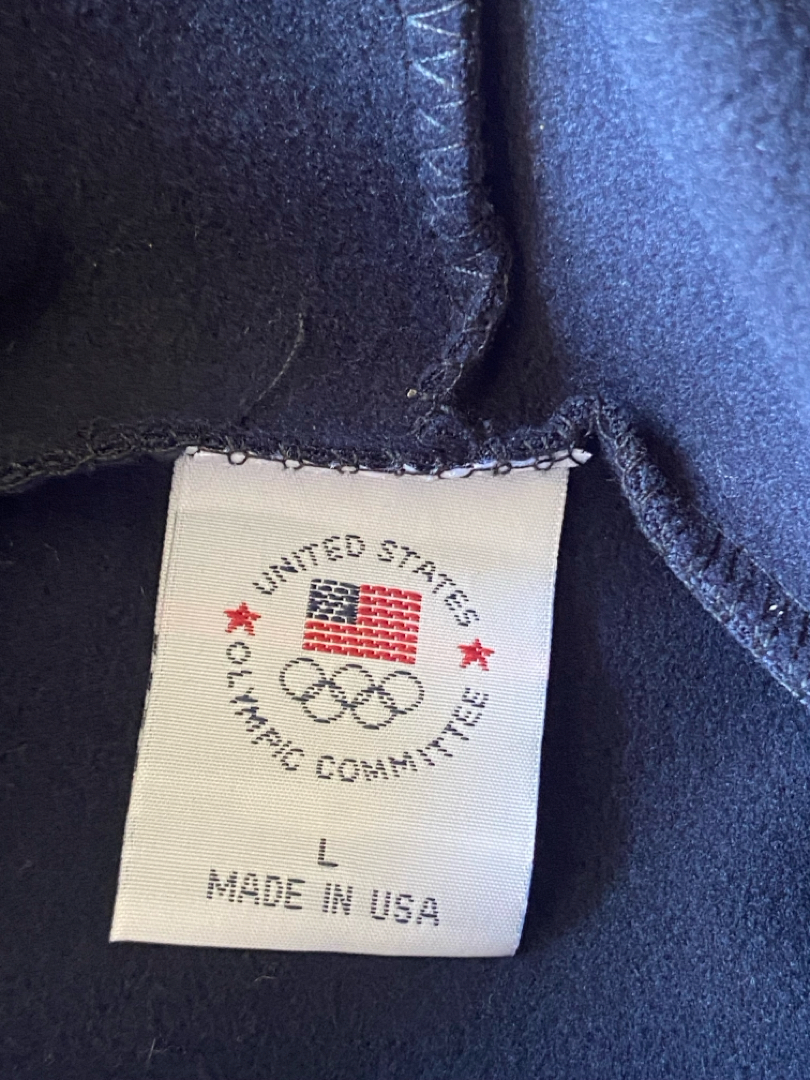 UNITED STATES
OLYMPIC COMMITTEE
L
MADE IN USA